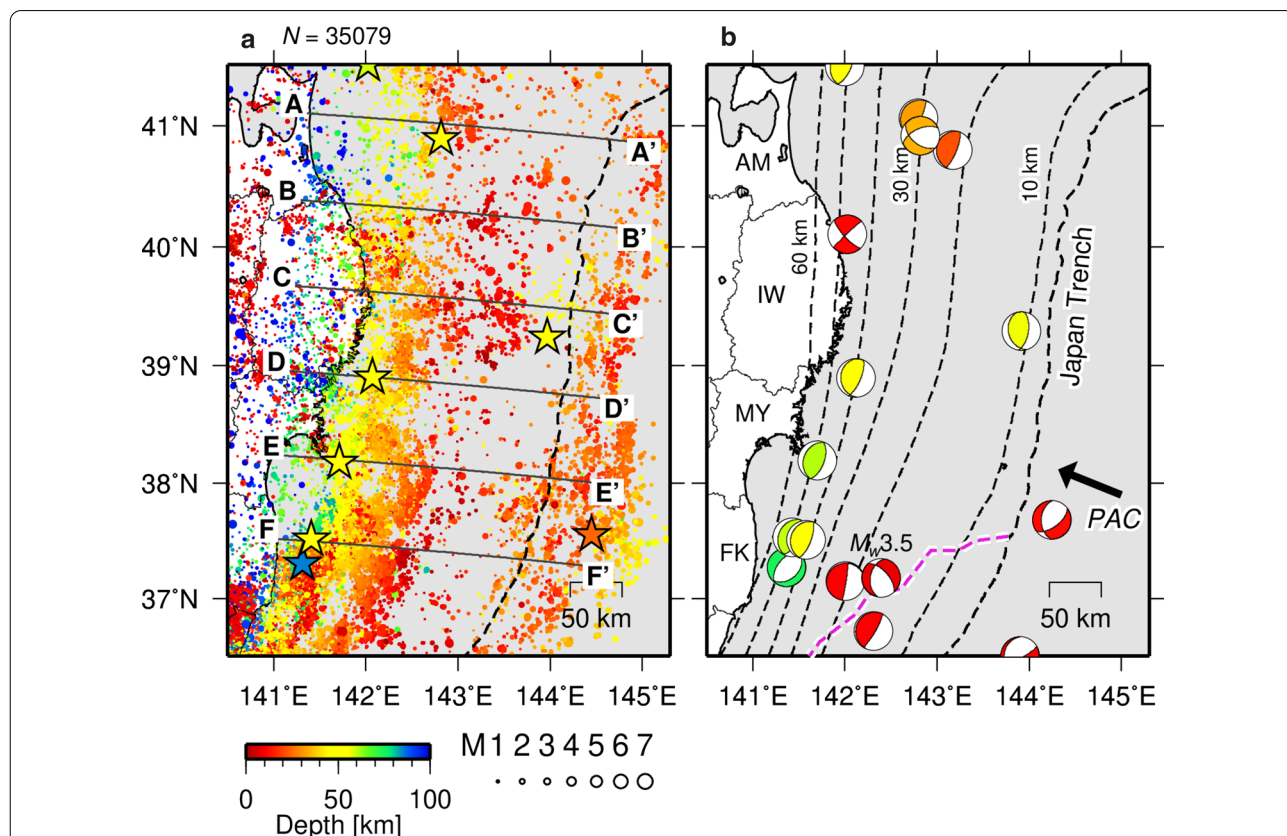 a N = 35079
b
A
A'
B
B'
C
C'
D
D'
E
E'
F
F'
41°N
40°N
39°N
38°N
37°N
50 km
141°E 142°E 143°E 144°E 145°E
AM
IW
MY
FK
60 km
30 km
10 km
Japan Trench
PAC
Mw3.5
50 km
141°E 142°E 143°E 144°E 145°E
M 1 2 3 4 5 6 7
0 50 100
Depth [km]